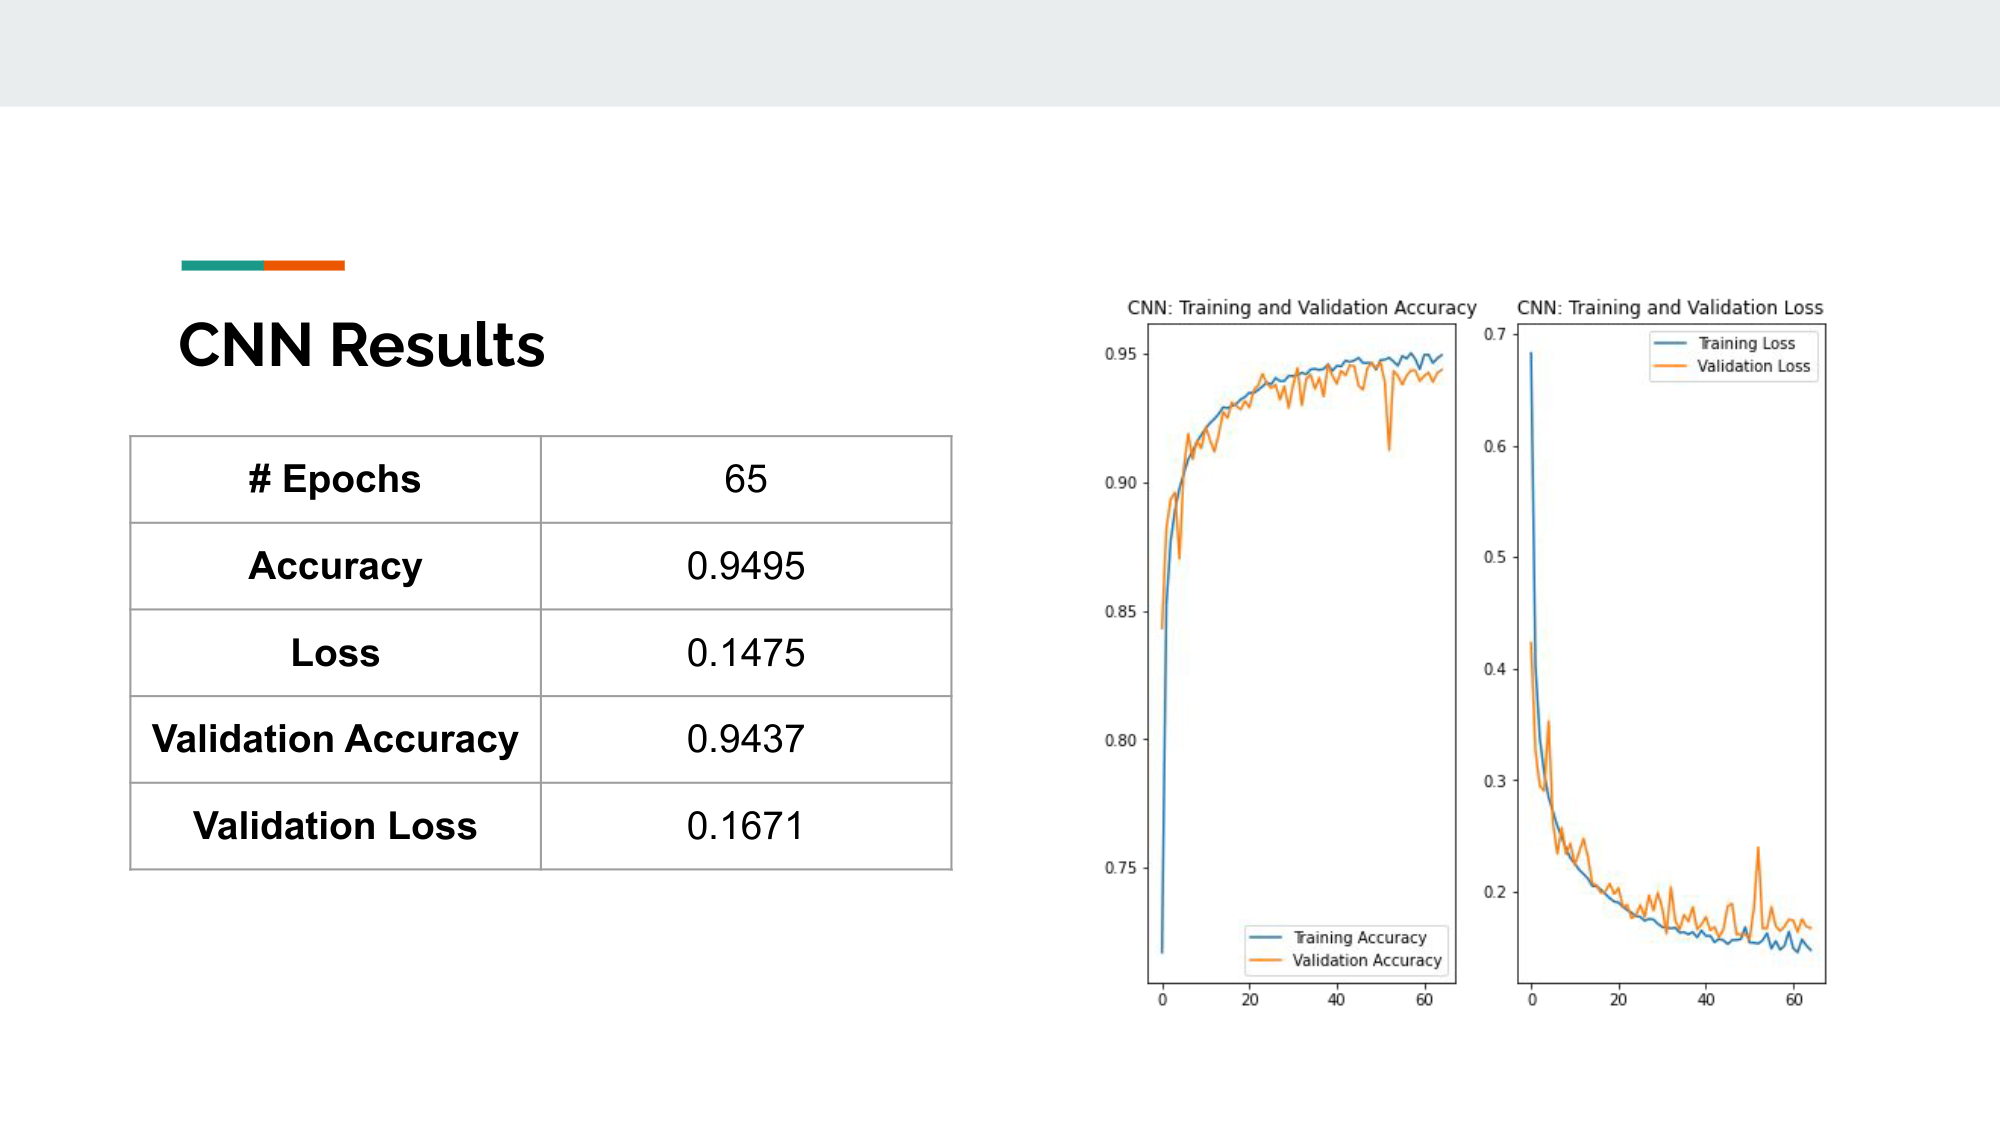 CNN Results
# Epochs 65
Accuracy 0.9495
Loss 0.1475
Validation Accuracy 0.9437
Validation Loss 0.1671
CNN: Training and Validation Accuracy
0.95
0.90
0.85
0.80
0.75
Training Accuracy
Validation Accuracy
0 20 40 60
CNN: Training and Validation Loss
0.7
Training Loss
Validation Loss
0.6
0.5
0.4
0.3
0.2
0 20 40 60